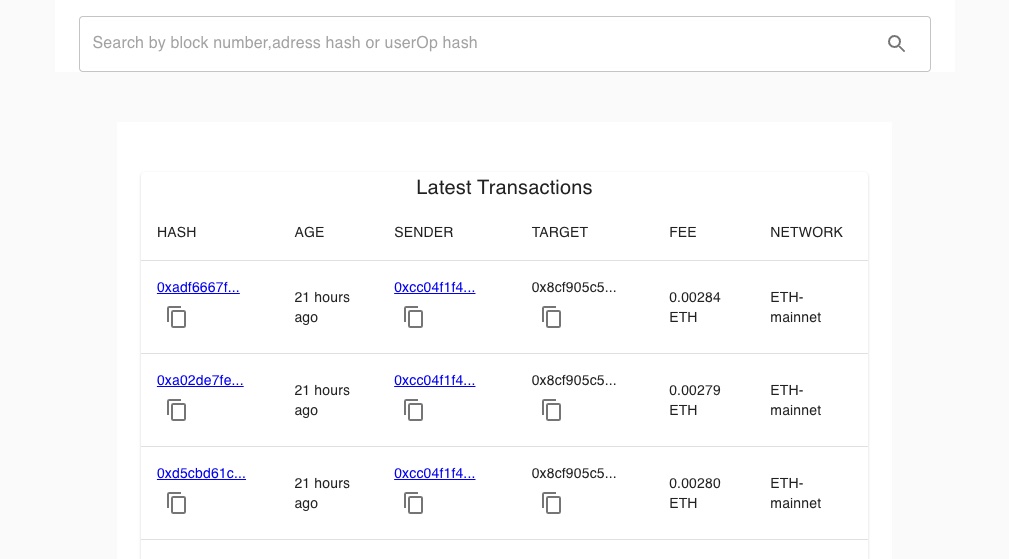 Search by block number,adress hash or userOp hash
Latest Transactions
HASH AGE SENDER TARGET FEE NETWORK
0xadf6667f... 21 hours ago 0xcc04f1f4... 0x8cf905c5... 0.00284 ETH ETH-mainnet
0xa02de7fe... 21 hours ago 0xcc04f1f4... 0x8cf905c5... 0.00279 ETH ETH-mainnet
0xd5cbd61c... 21 hours ago 0xcc04f1f4... 0x8cf905c5... 0.00280 ETH ETH-mainnet